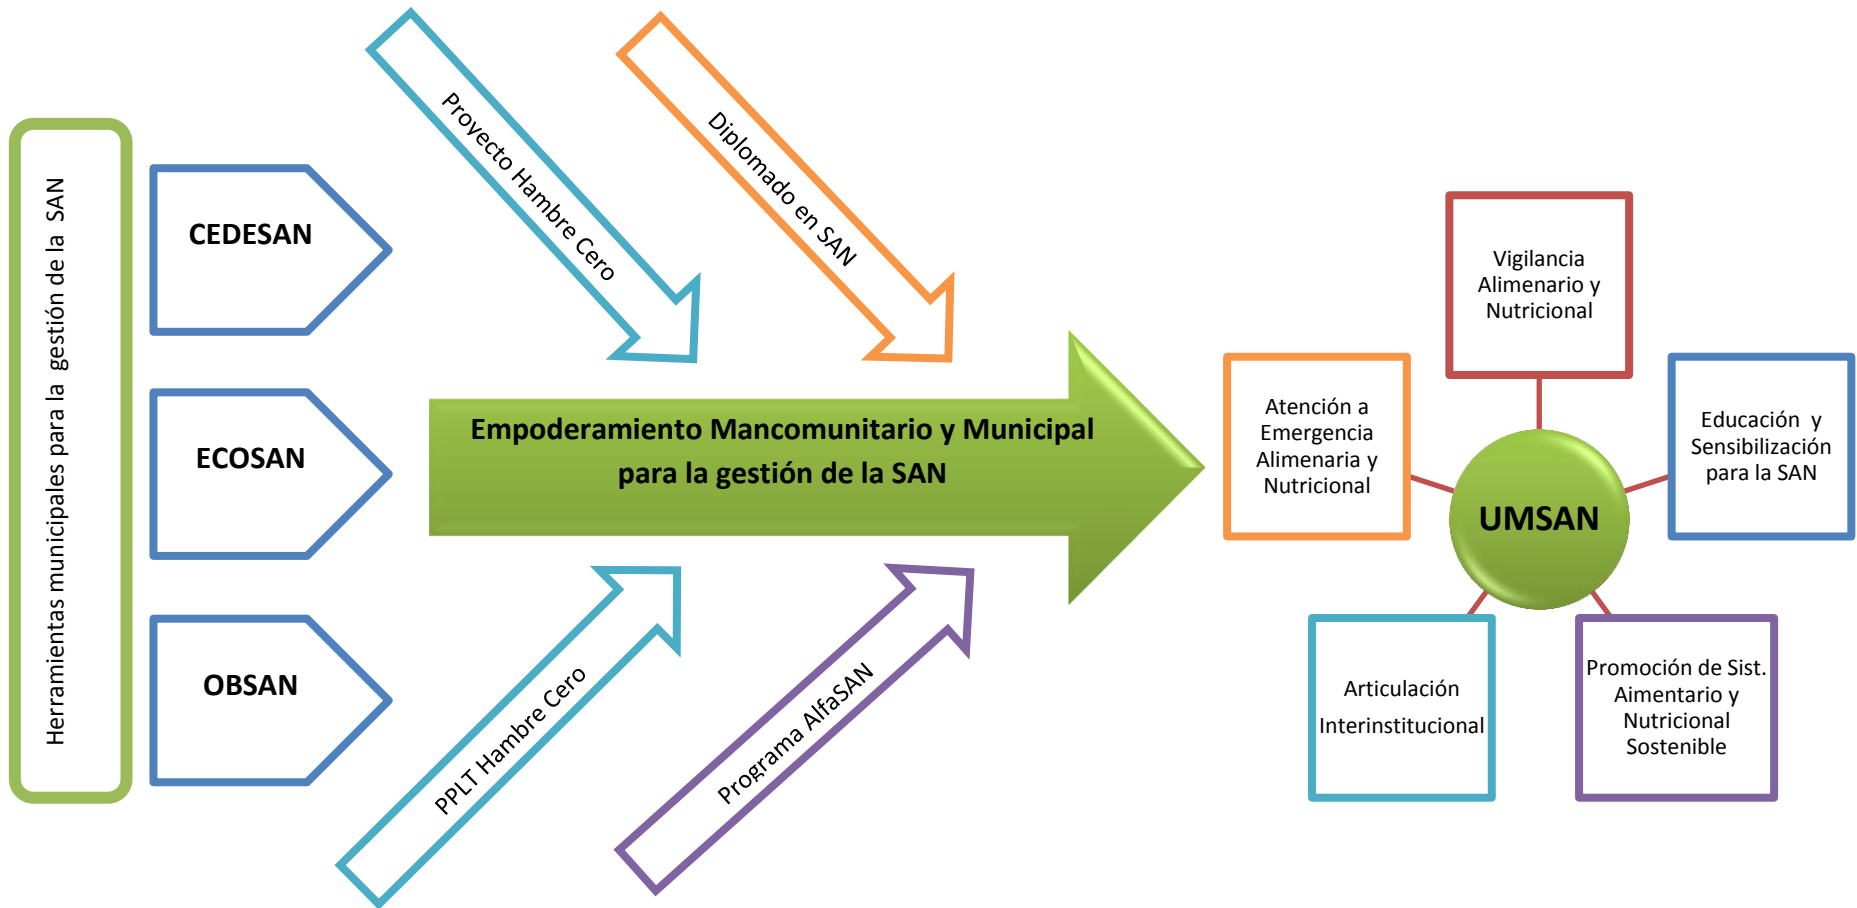 Herramientas municipales para la gestión de la SAN
CEDESAN
ECOSAN
OBSAN
Proyecto Hambre Cero
Diplomado en SAN
Empoderamiento Mancomunitario y Municipal
para la gestión de la SAN
PPLT Hambre Cero
Programa AlfaSAN
Vigilancia
Alimenario y
Nutricional
Atención a
Emergencia
Alimenaria y
Nutricional
Educación y
Sensibilización
para la SAN
UMSAN
Articulación
Interinstitucional
Promoción de Sist.
Aimentario y
Nutricional
Sostenible